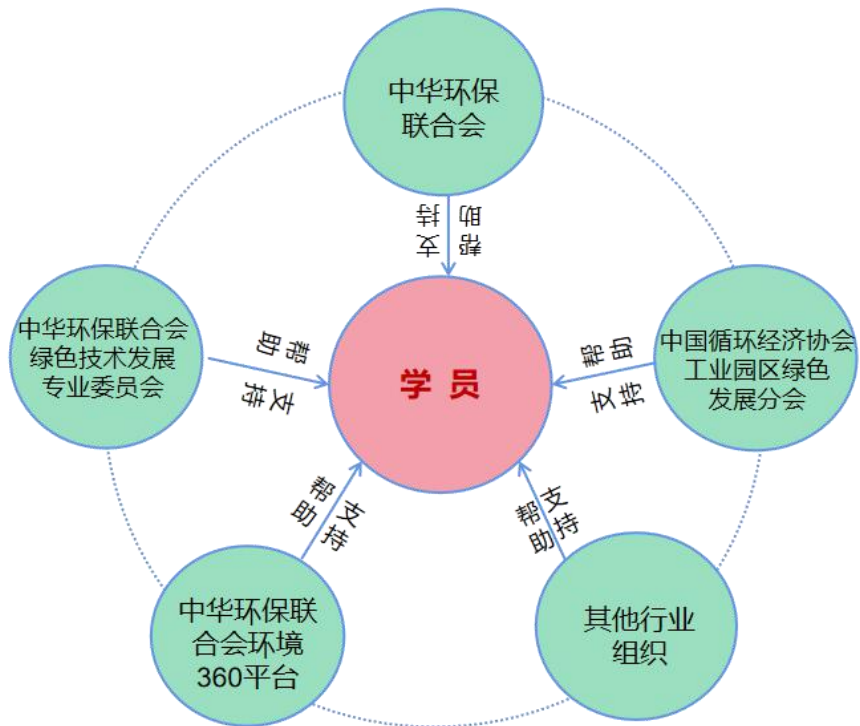 中华环保
联合会
支持
帮助
中华环保联合会
绿色技术发展
专业委员会
帮助
支持
学 员
帮助
支持
中国循环经济协会
工业园区绿色
发展分会
帮助
支持
支持
帮助
中华环保联
合会环境
360平台
其他行业
组织